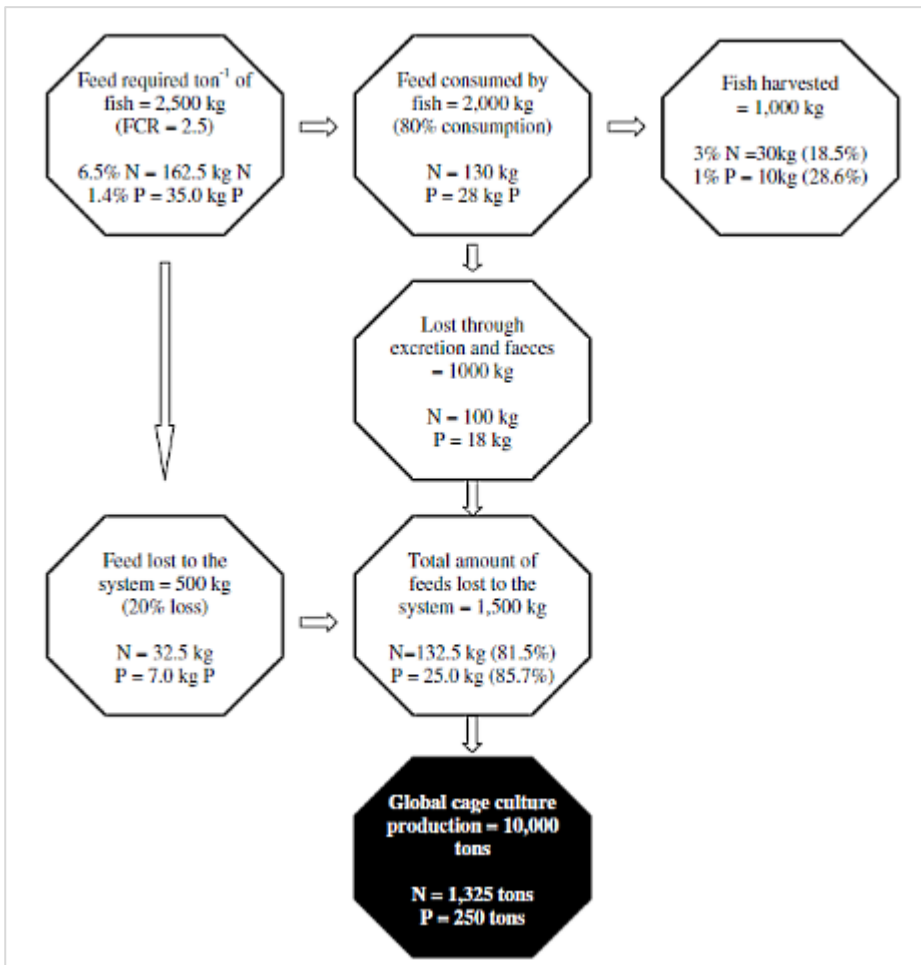 Feed required ton⁻¹ of
fish = 2,500 kg
(FCR = 2.5)
6.5% N = 162.5 kg N
1.4% P = 35.0 kg P
Feed consumed by
fish = 2,000 kg
(80% consumption)
N = 130 kg
P = 28 kg P
Fish harvested
= 1,000 kg
3% N =30kg (18.5%)
1% P = 10kg (28.6%)
Lost through
excretion and faeces
= 1000 kg
N = 100 kg
P = 18 kg
Feed lost to the
system = 500 kg
(20% loss)
N = 32.5 kg
P = 7.0 kg P
Total amount of
feeds lost to the
system = 1,500 kg
N=132.5 kg (81.5%)
P = 25.0 kg (85.7%)
Global cage culture
production = 10,000
tons
N = 1,325 tons
P = 250 tons